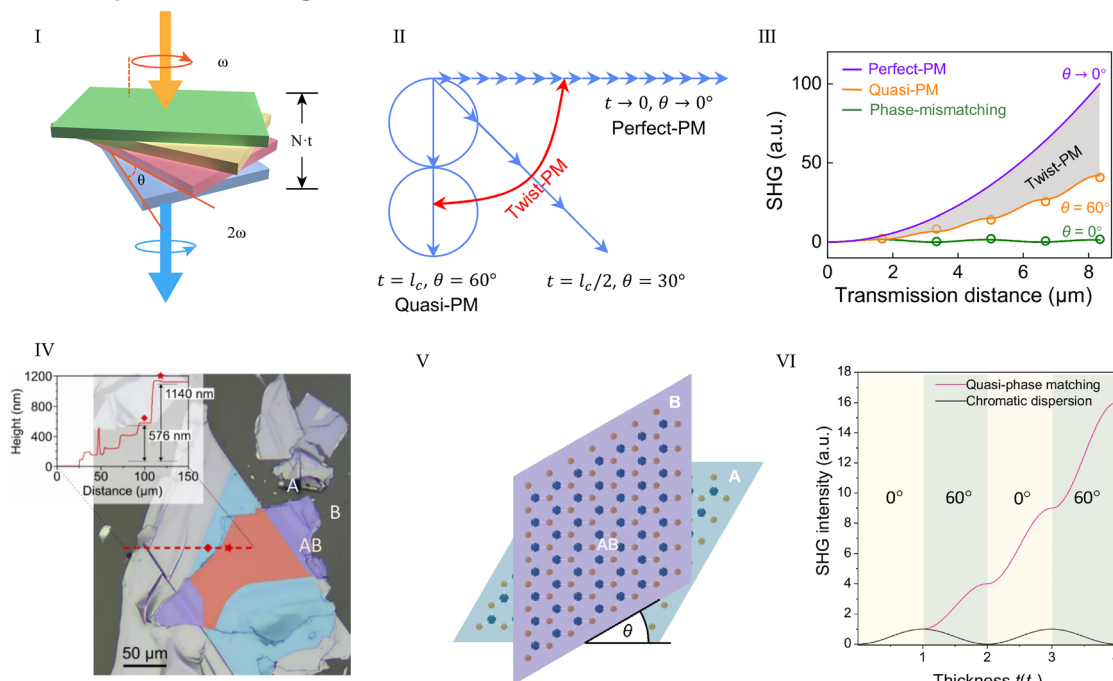 I
ω
N·t
θ
2ω
II
t → 0, θ → 0°
Perfect-PM
Twist-PM
t = l_c, θ = 60°
Quasi-PM
t = l_c/2, θ = 30°
III
SHG (a.u.)
100
50
0
Perfect-PM
Quasi-PM
Phase-mismatching
θ → 0°
Twist-PM
θ = 60°
θ = 0°
0 2 4 6 8
Transmission distance (μm)
IV
Height (nm)
1200
800
400
0
1140 nm
576 nm
0 25 50 75 100 125 150
Distance (μm)
A
B
AB
50 μm
V
B
A
AB
θ
VI
SHG intensity (a.u.)
18
16
14
12
10
8
6
4
2
0
Quasi-phase matching
Chromatic dispersion
0° 60° 0° 60°
1 2 3